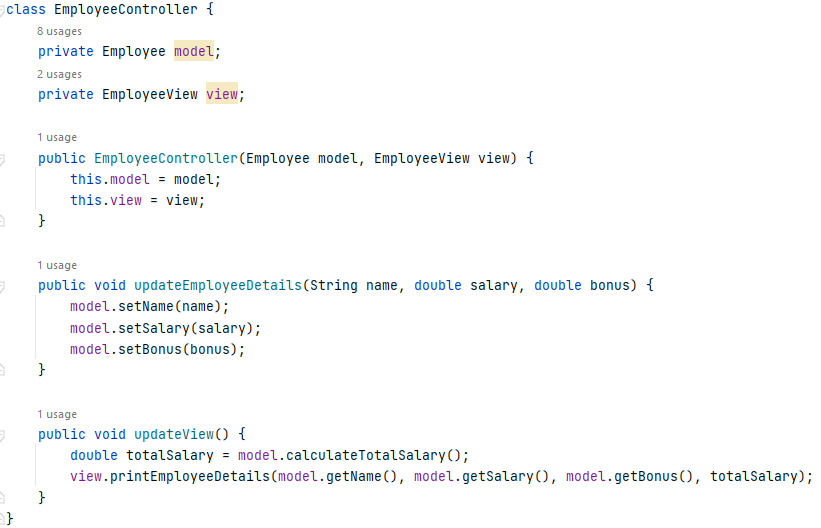 class EmployeeController {
8 usages
private Employee model;
2 usages
private EmployeeView view;
1 usage
public EmployeeController(Employee model, EmployeeView view) {
this.model = model;
this.view = view;
}
1 usage
public void updateEmployeeDetails(String name, double salary, double bonus) {
model.setName(name);
model.setSalary(salary);
model.setBonus(bonus);
}
1 usage
public void updateView() {
double totalSalary = model.calculateTotalSalary();
view.printEmployeeDetails(model.getName(), model.getSalary(), model.getBonus(), totalSalary);
}
}